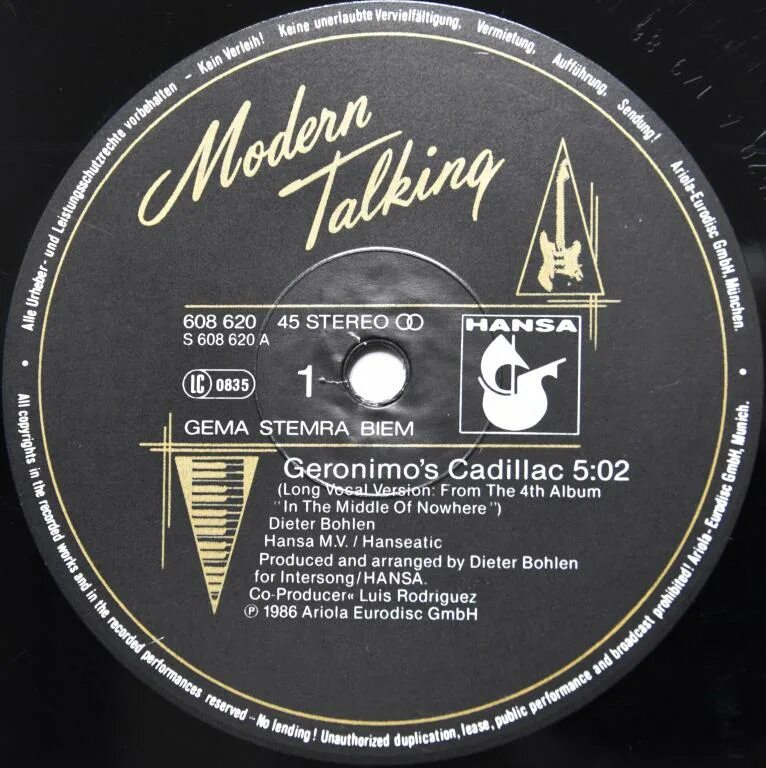 Alle Urheber- und Leistungsschutzrechte vorbehalten – Kein Verleih! Keine unerlaubte Vervielfältigung, Vermietung, Aufführung, Sendung! Ariola-Eurodisc GmbH, München.
Modern
Talking
608 620 45 STEREO
S 608 620 A
HANSA
LC 0835
1
GEMA STEMRA BIEM
Geronimo's Cadillac 5:02
(Long Vocal Version: From The 4th Album
"In The Middle Of Nowhere")
Dieter Bohlen
Hansa M.V. / Hanseatic
Produced and arranged by Dieter Bohlen
for Intersong/HANSA.
Co-Producer« Luis Rodriguez
Ⓟ 1986 Ariola Eurodisc GmbH
• All copyrights in the recorded works and in the recorded performances reserved – No lending! Unauthorized duplication, lease, public performance and broadcast prohibited! Ariola-Eurodisc GmbH, Munich. •